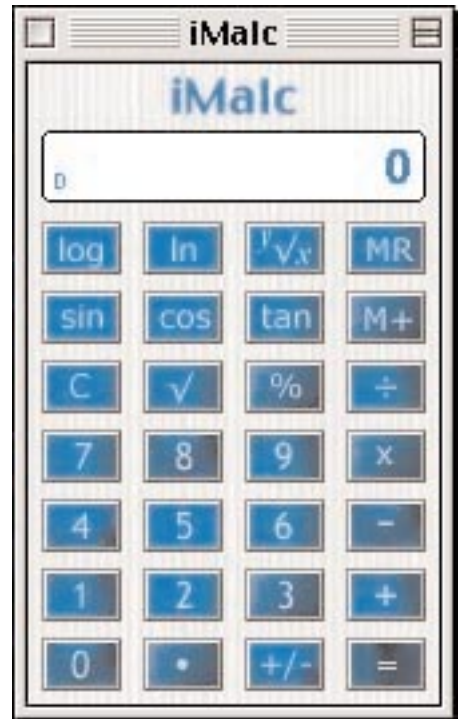 iMalc
iMalc
D 0
log ln y√x MR
sin cos tan M+
C √ % ÷
7 8 9 x
4 5 6 -
1 2 3 +
0 • +/- =